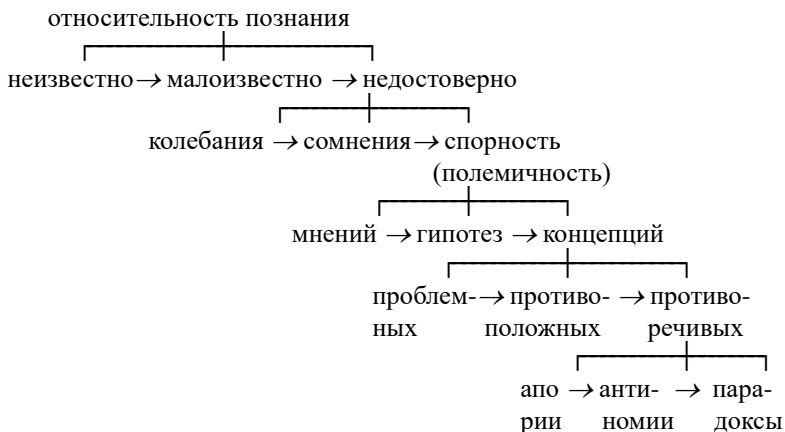 относительность познания
неизвестно → малоизвестно → недостоверно
колебания → сомнения → спорность
(полемичность)
мнений → гипотез → концепций
проблем- → противо- → противо-
ных положных речивых
апо → анти- → пара-
рии номии доксы